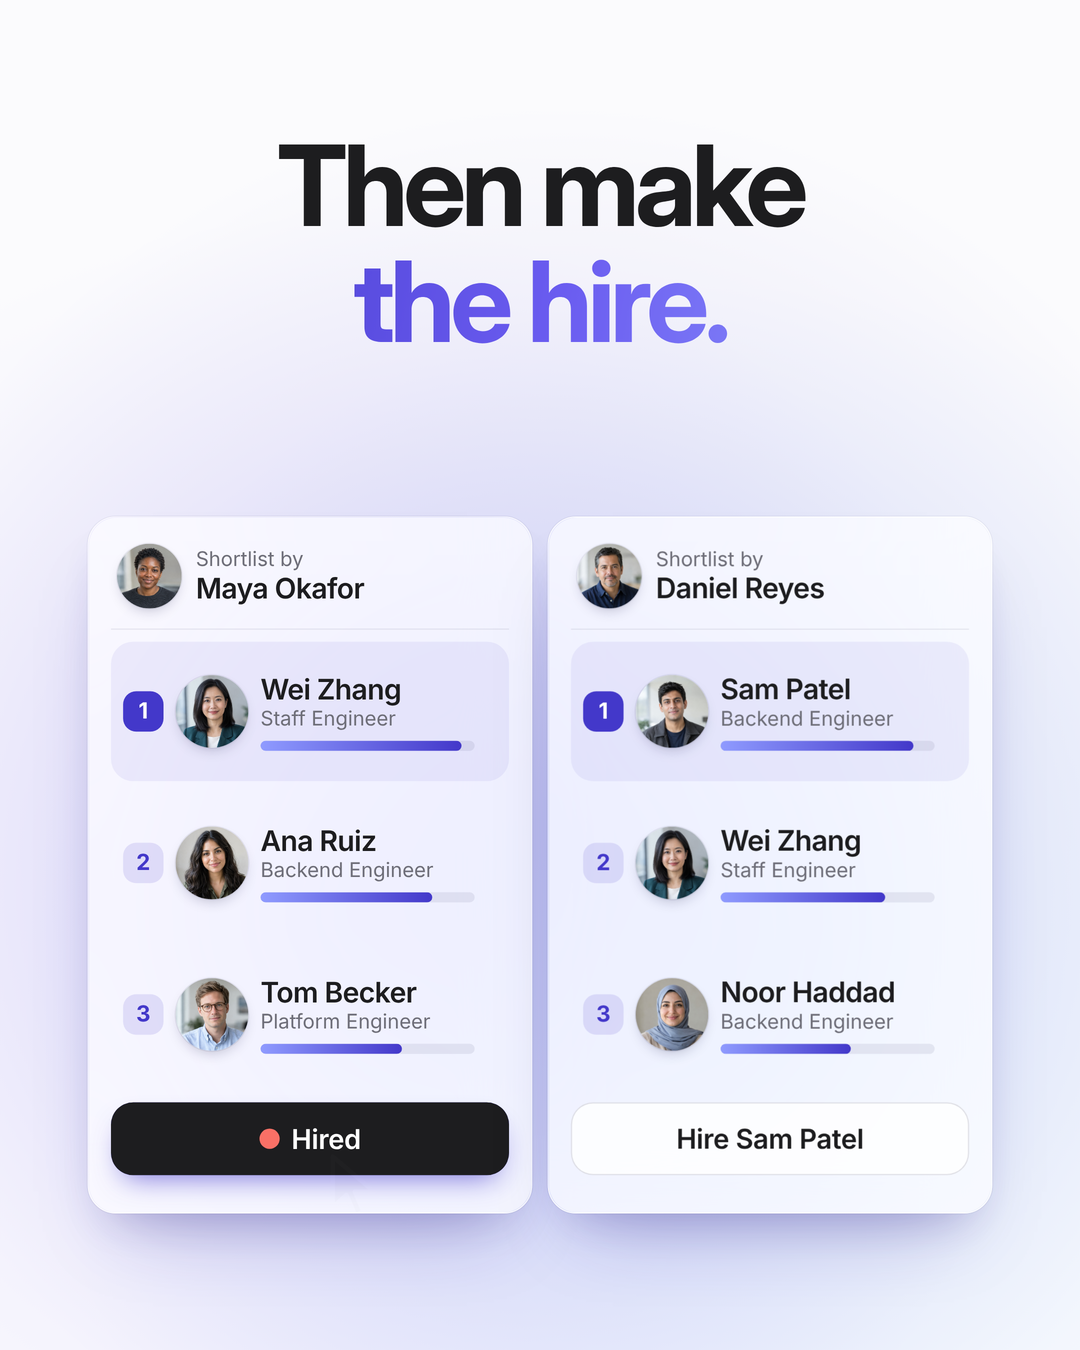 Then make
the hire.
Shortlist by
Maya Okafor
1
Wei Zhang
Staff Engineer
2
Ana Ruiz
Backend Engineer
3
Tom Becker
Platform Engineer
Hired
Shortlist by
Daniel Reyes
1
Sam Patel
Backend Engineer
2
Wei Zhang
Staff Engineer
3
Noor Haddad
Backend Engineer
Hire Sam Patel